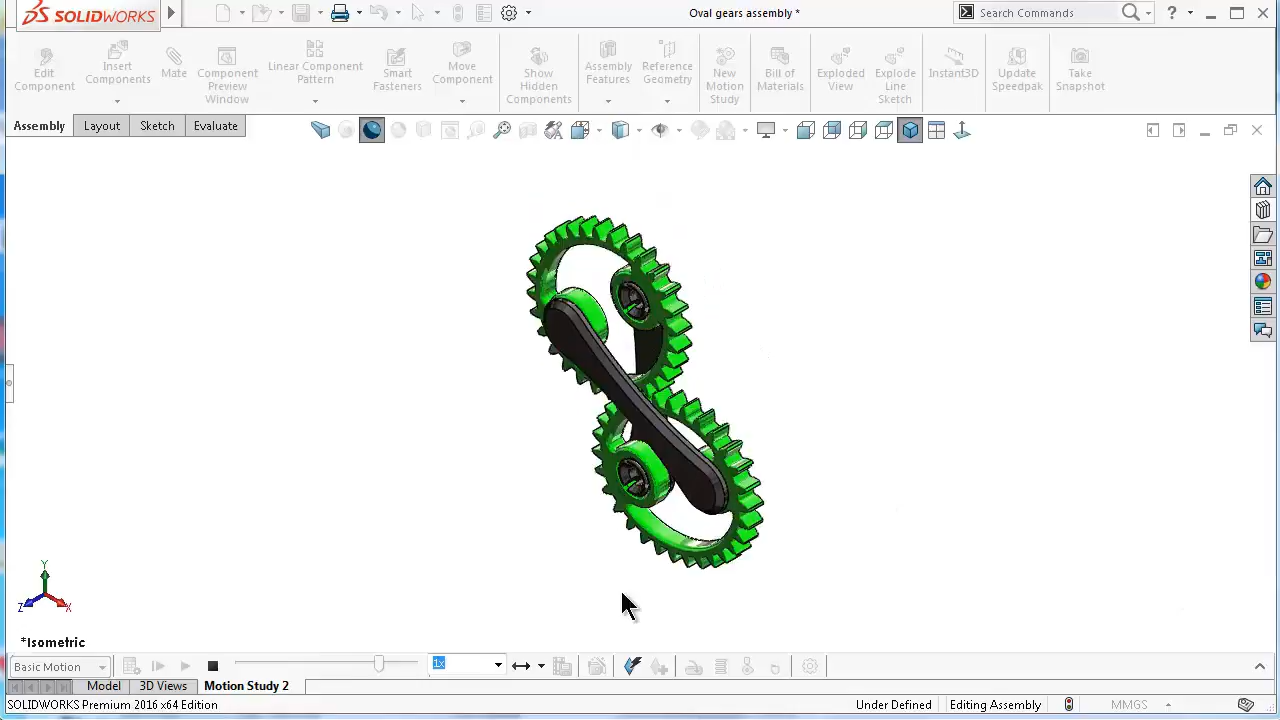 SOLIDWORKS
Oval gears assembly *
Search Commands
?
Edit Component
Insert Components
Mate
Component Preview Window
Linear Component Pattern
Smart Fasteners
Move Component
Show Hidden Components
Assembly Features
Reference Geometry
New Motion Study
Bill of Materials
Exploded View
Explode Line Sketch
Instant3D
Update Speedpak
Take Snapshot
Assembly
Layout
Sketch
Evaluate
Y
Z
X
*Isometric
Basic Motion
1x
Model
3D Views
Motion Study 2
SOLIDWORKS Premium 2016 x64 Edition
Under Defined
Editing Assembly
MMGS